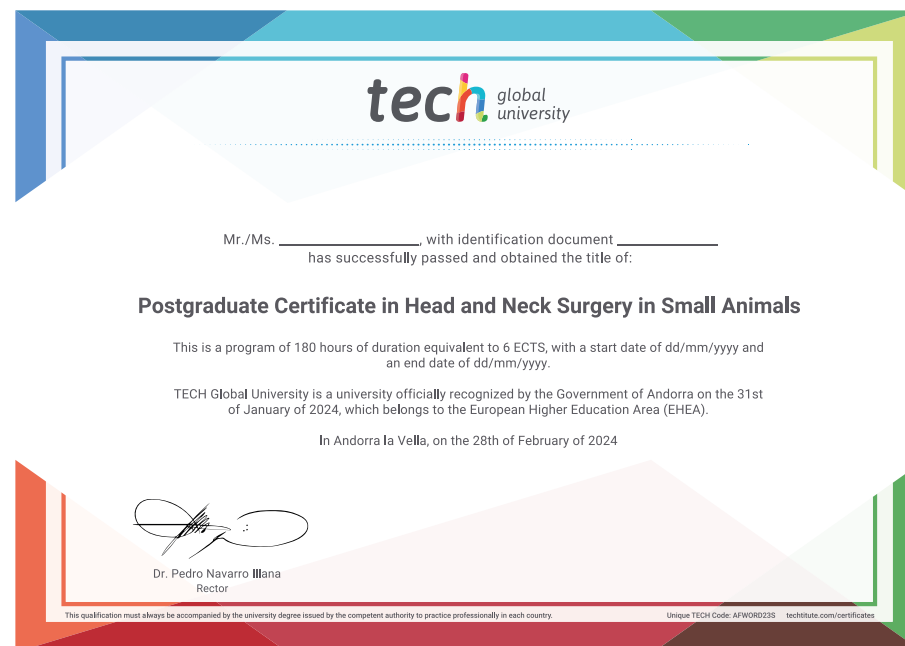 tech global university
Mr./Ms. ________________, with identification document ____________
has successfully passed and obtained the title of:
Postgraduate Certificate in Head and Neck Surgery in Small Animals
This is a program of 180 hours of duration equivalent to 6 ECTS, with a start date of dd/mm/yyyy and
an end date of dd/mm/yyyy.
TECH Global University is a university officially recognized by the Government of Andorra on the 31st
of January of 2024, which belongs to the European Higher Education Area (EHEA).
In Andorra la Vella, on the 28th of February of 2024
Dr. Pedro Navarro Illana
Rector
This qualification must always be accompanied by the university degree issued by the competent authority to practice professionally in each country.
Unique TECH Code: AFWORD23S techtitute.com/certificates